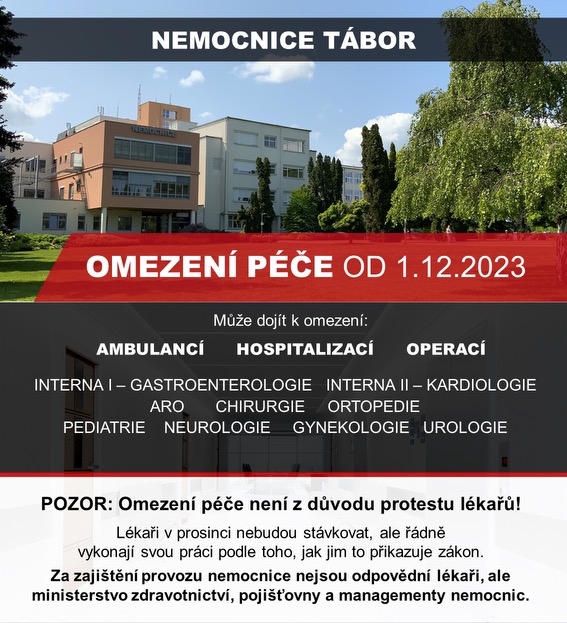 NEMOCNICE TÁBOR
NEMOCNICE
OMEZENÍ PÉČE OD 1.12.2023
Může dojít k omezení:
AMBULANCÍ HOSPITALIZACÍ OPERACÍ
INTERNA I – GASTROENTEROLOGIE INTERNA II – KARDIOLOGIE
ARO CHIRURGIE ORTOPEDIE
PEDIATRIE NEUROLOGIE GYNEKOLOGIE UROLOGIE
POZOR: Omezení péče není z důvodu protestu lékařů!
Lékaři v prosinci nebudou stávkovat, ale řádně
vykonají svou práci podle toho, jak jim to přikazuje zákon.
Za zajištění provozu nemocnice nejsou odpovědní lékaři, ale
ministerstvo zdravotnictví, pojišťovny a managementy nemocnic.